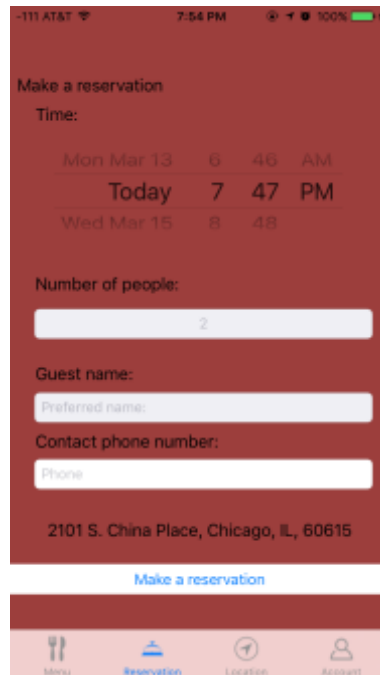 -111 AT&T 7:54 PM 100%
Make a reservation
Time:
Mon Mar 13 6 46 AM
Today 7 47 PM
Wed Mar 15 8 48
Number of people:
2
Guest name:
Preferred name:
Contact phone number:
Phone
2101 S. China Place, Chicago, IL, 60615
Make a reservation
Menu Reservation Location Account